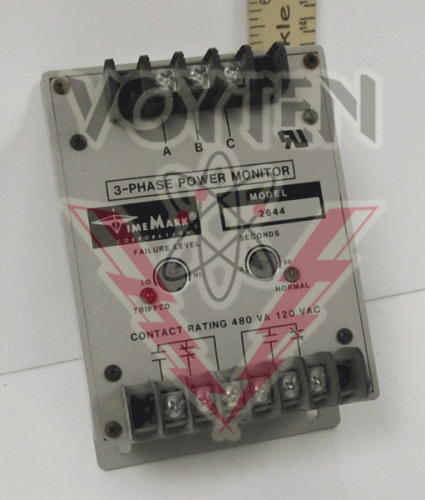 kle
VOYTEN
A B C
3-PHASE POWER MONITOR
TIMEMARK®
CORPORATION
MODEL
2644
FAILURE LEVEL
SECONDS
LO HI
TRIPPED
NORMAL
CONTACT RATING 480 VA 120 VAC